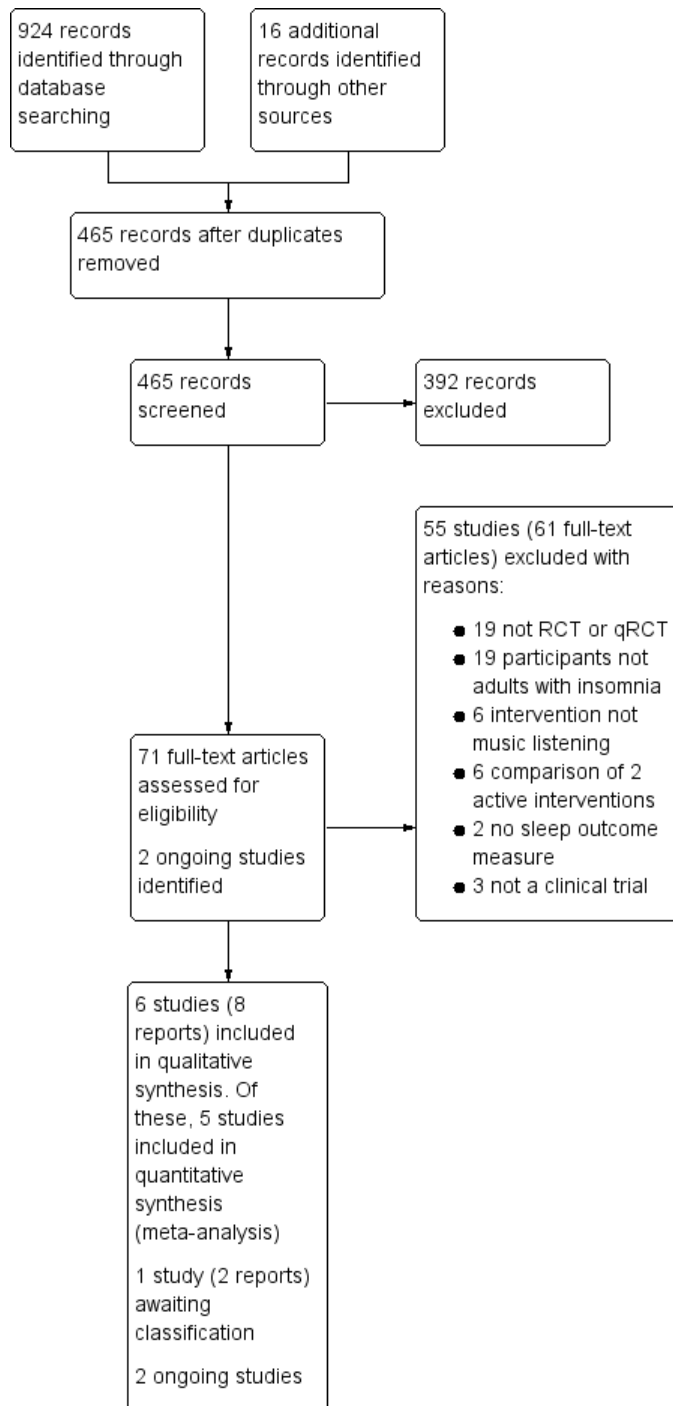 924 records
identified through
database
searching
16 additional
records identified
through other
sources
465 records after duplicates
removed
465 records
screened
392 records
excluded
55 studies (61 full-text
articles) excluded with
reasons:
● 19 not RCT or qRCT
● 19 participants not
adults with insomnia
● 6 intervention not
music listening
● 6 comparison of 2
active interventions
● 2 no sleep outcome
measure
● 3 not a clinical trial
71 full-text articles
assessed for
eligibility
2 ongoing studies
identified
6 studies (8
reports) included
in qualitative
synthesis. Of
these, 5 studies
included in
quantitative
synthesis
(meta-analysis)
1 study (2 reports)
awaiting
classification
2 ongoing studies